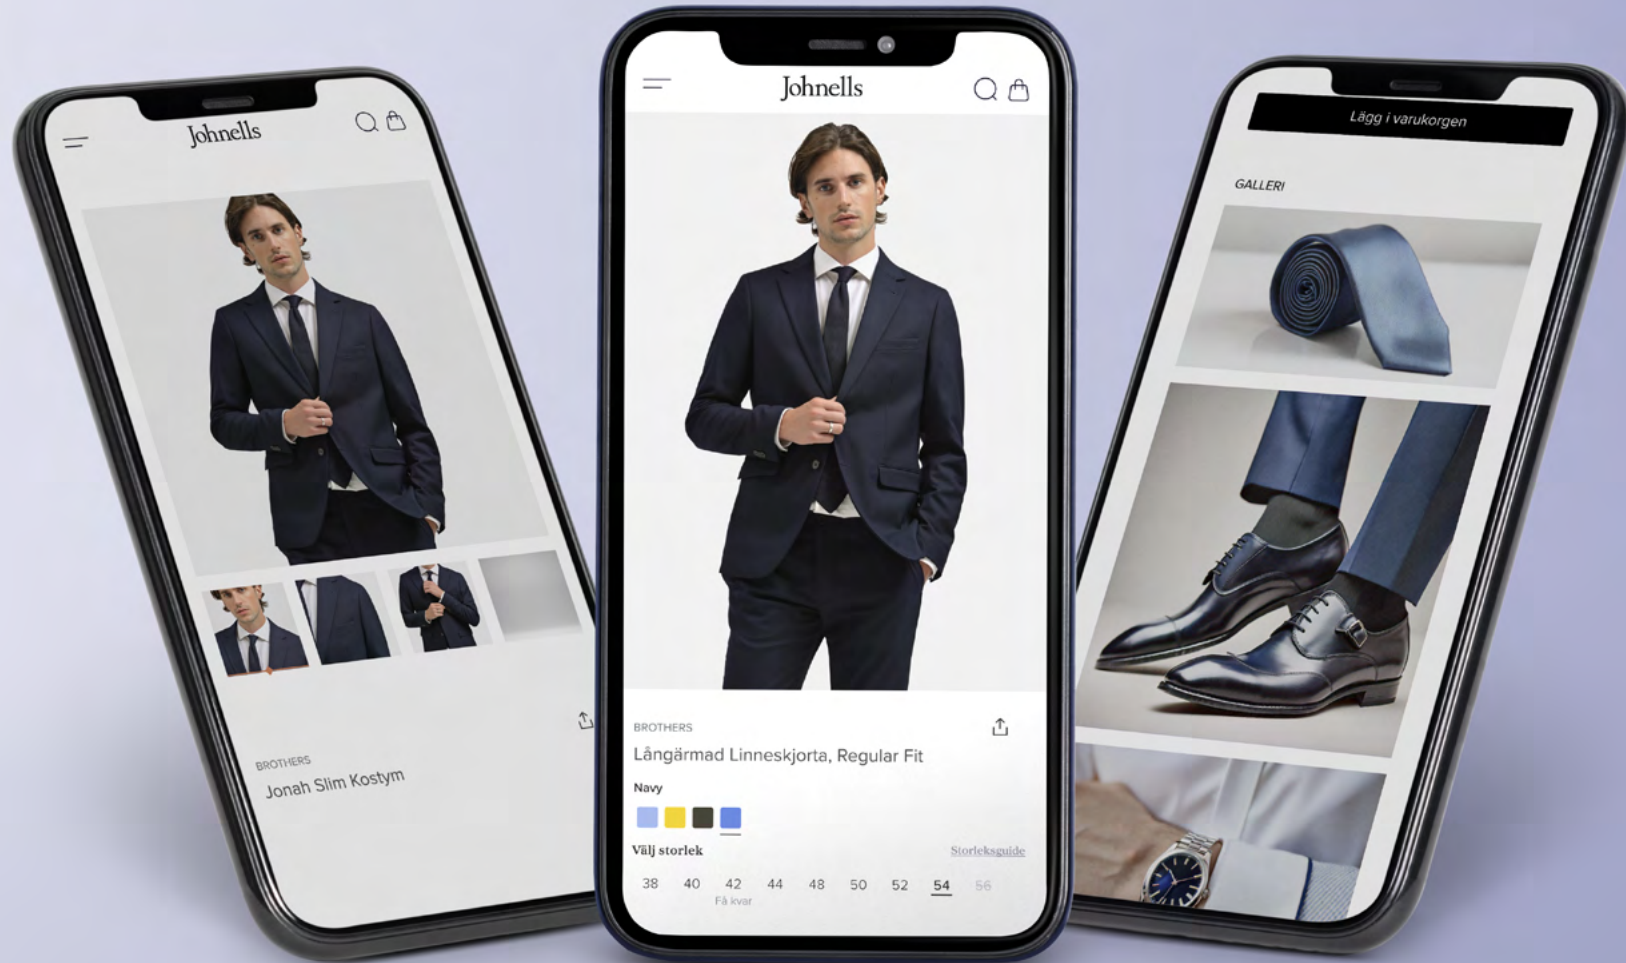 Johnells
BROTHERS
Jonah Slim Kostym
Johnells
BROTHERS
Långärmad Linneskjorta, Regular Fit
Navy
Välj storlek
Storleksguide
38 40 42 44 48 50 52 54 56
Få kvar
Lägg i varukorgen
GALLERI